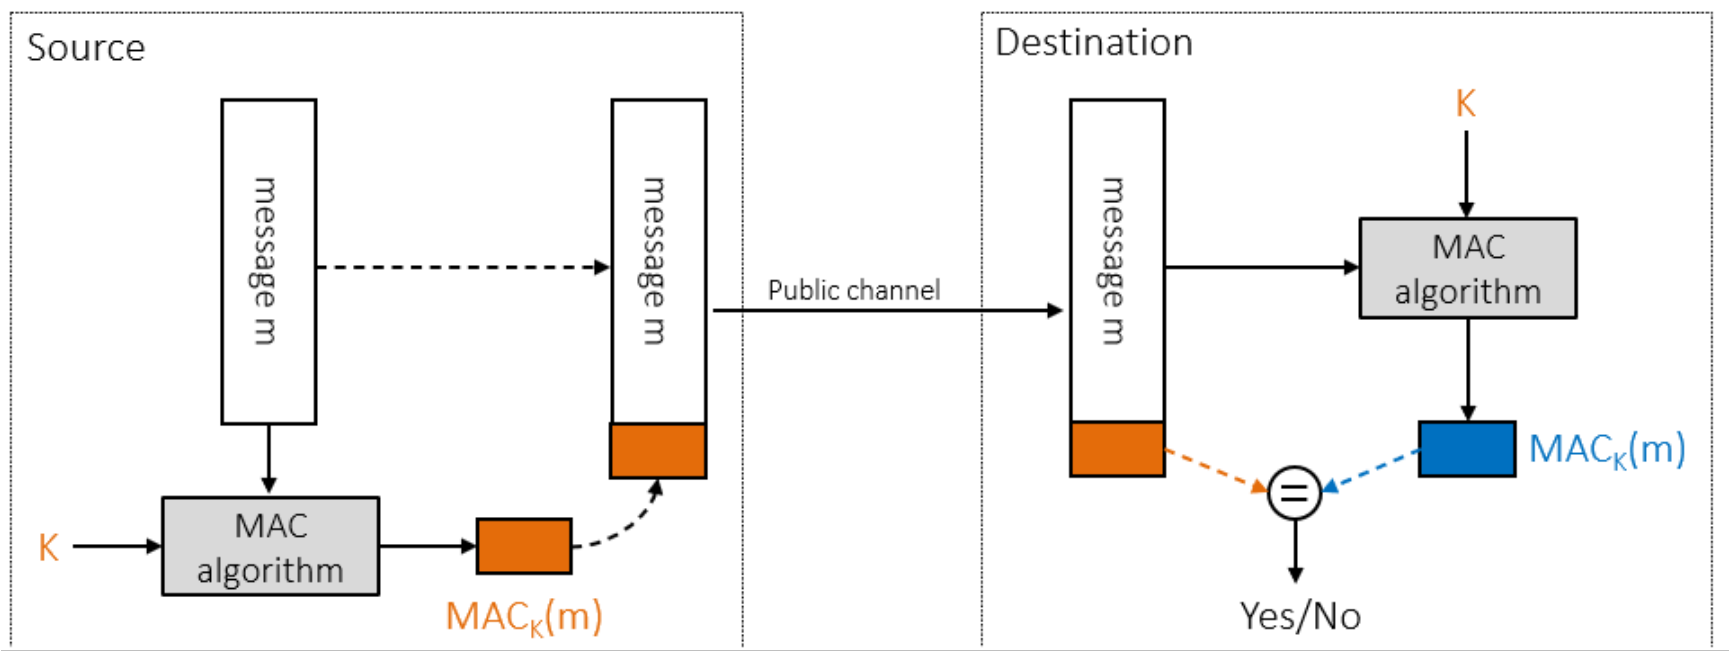 Source
message m
message m
K
MAC
algorithm
MACK(m)
Public channel
Destination
message m
K
MAC
algorithm
MACK(m)
=
Yes/No